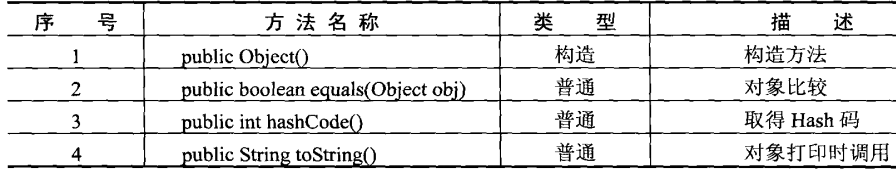 序 号 方 法 名 称 类 型 描 述
1 public Object() 构造 构造方法
2 public boolean equals(Object obj) 普通 对象比较
3 public int hashCode() 普通 取得 Hash 码
4 public String toString() 普通 对象打印时调用